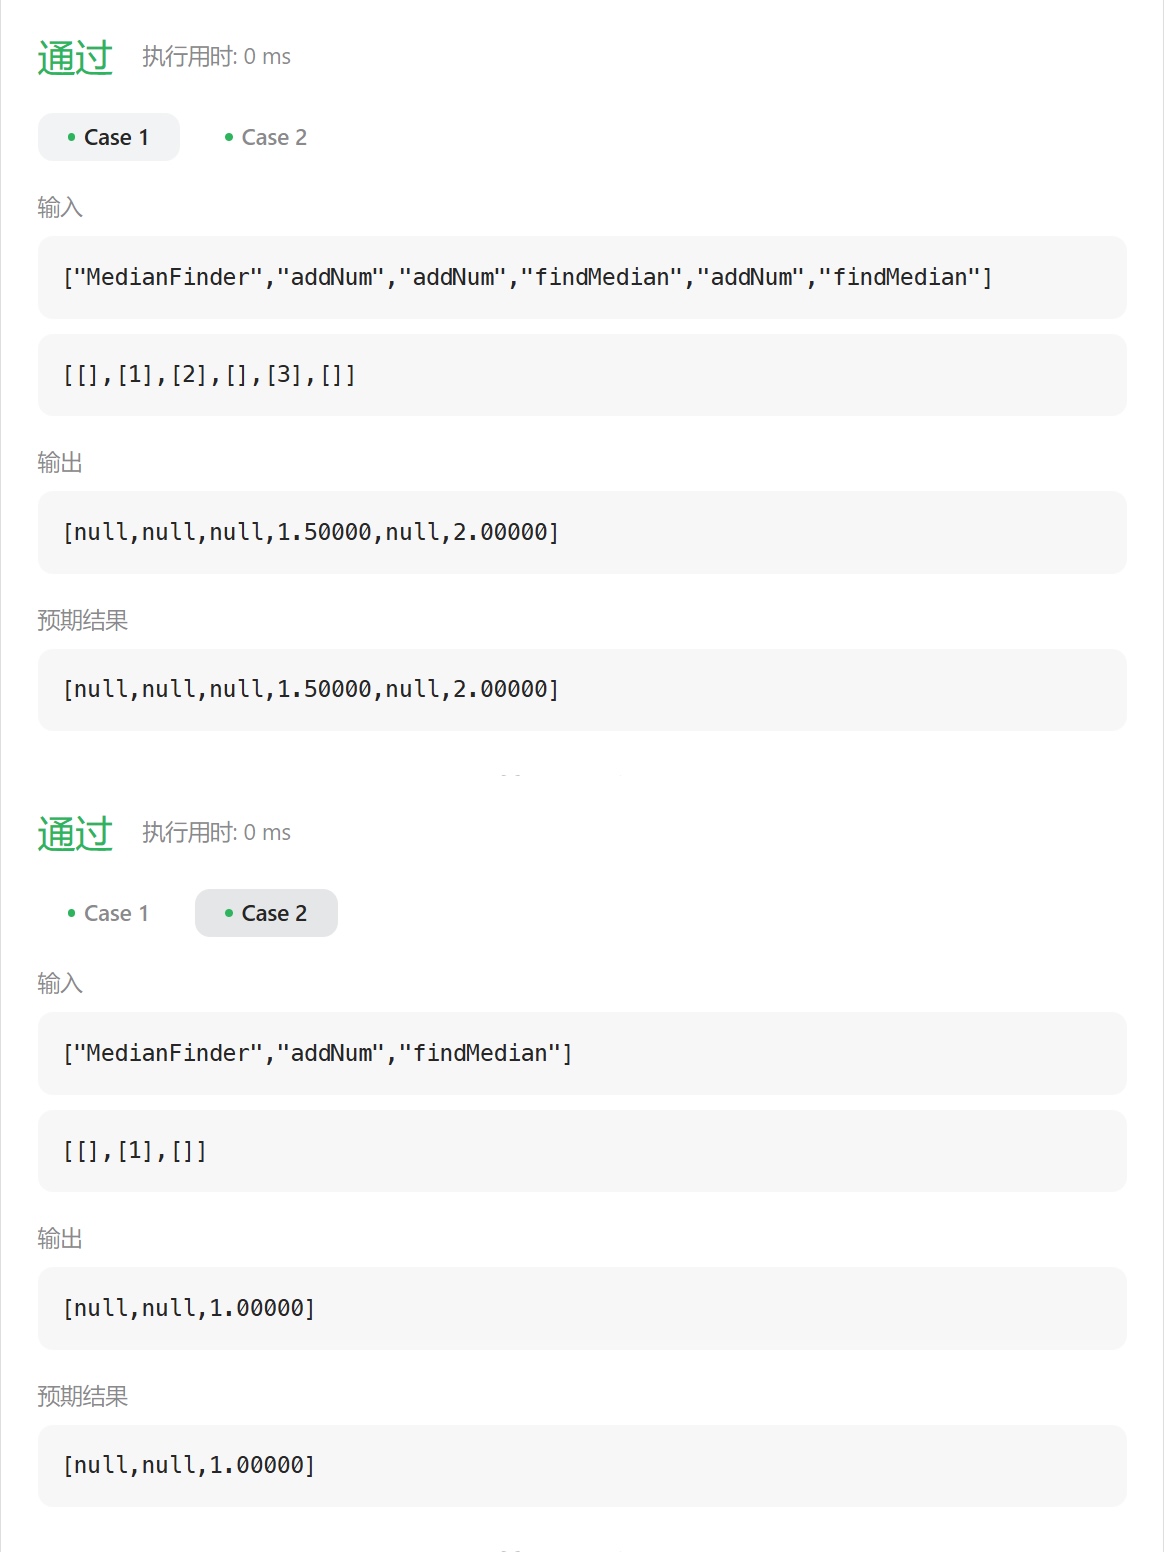 通过 执行用时: 0 ms
Case 1 Case 2
输入
["MedianFinder","addNum","addNum","findMedian","addNum","findMedian"]
[[],[1],[2],[],[3],[]]
输出
[null,null,null,1.50000,null,2.00000]
预期结果
[null,null,null,1.50000,null,2.00000]
通过 执行用时: 0 ms
Case 1 Case 2
输入
["MedianFinder","addNum","findMedian"]
[[],[1],[]]
输出
[null,null,1.00000]
预期结果
[null,null,1.00000]